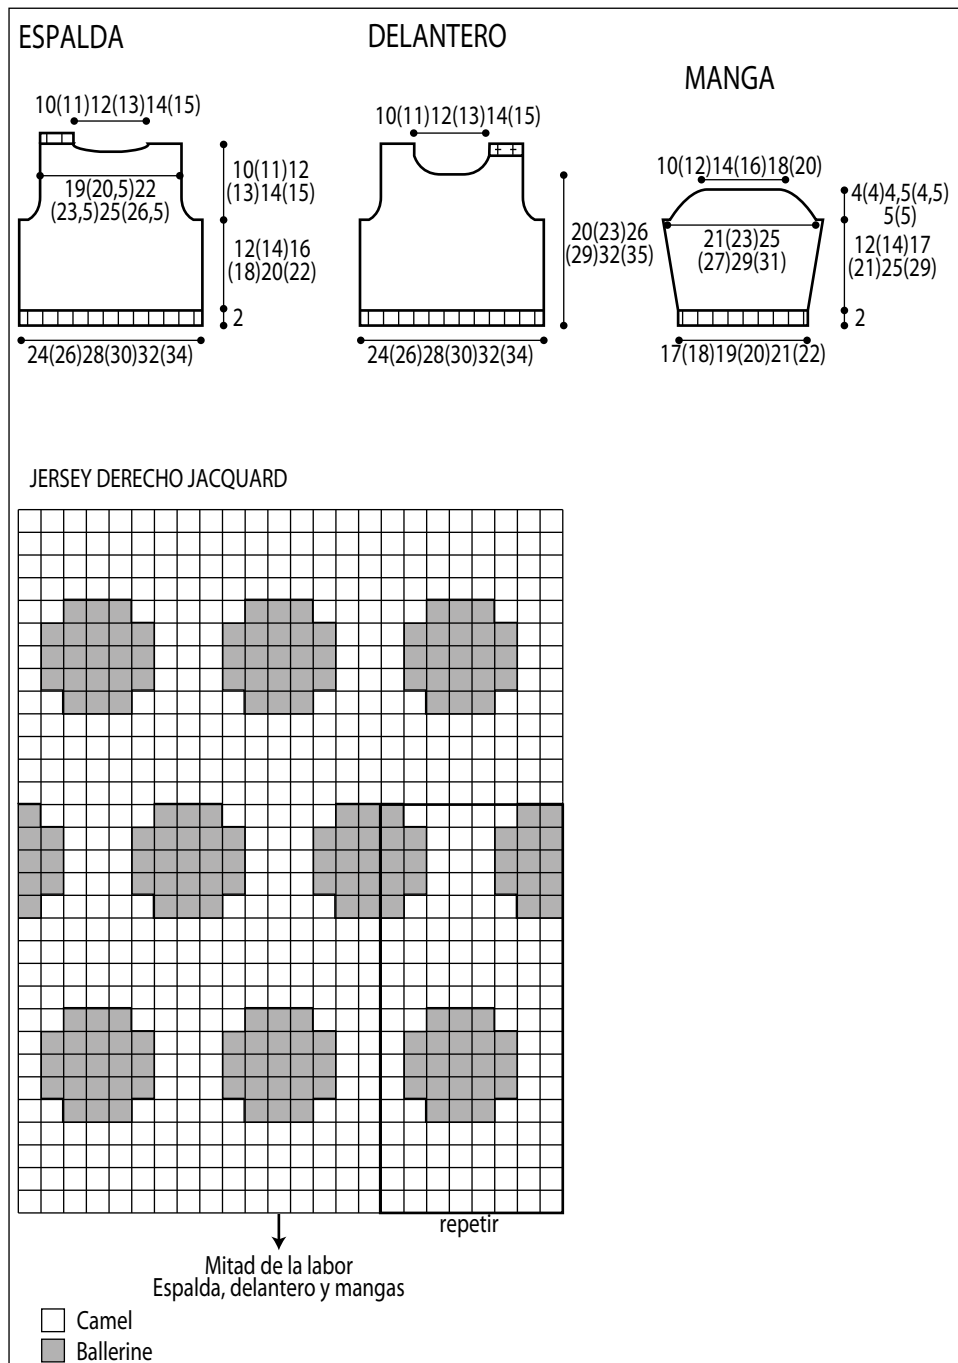 ESPALDA
10(11)12(13)14(15)
19(20,5)22
(23,5)25(26,5)
10(11)12
(13)14(15)
12(14)16
(18)20(22)
2
24(26)28(30)32(34)
DELANTERO
10(11)12(13)14(15)
20(23)26
(29)32(35)
24(26)28(30)32(34)
MANGA
10(12)14(16)18(20)
4(4)4,5(4,5)
5(5)
21(23)25
(27)29(31)
12(14)17
(21)25(29)
2
17(18)19(20)21(22)
JERSEY DERECHO JACQUARD
repetir
Mitad de la labor
Espalda, delantero y mangas
Camel
Ballerine